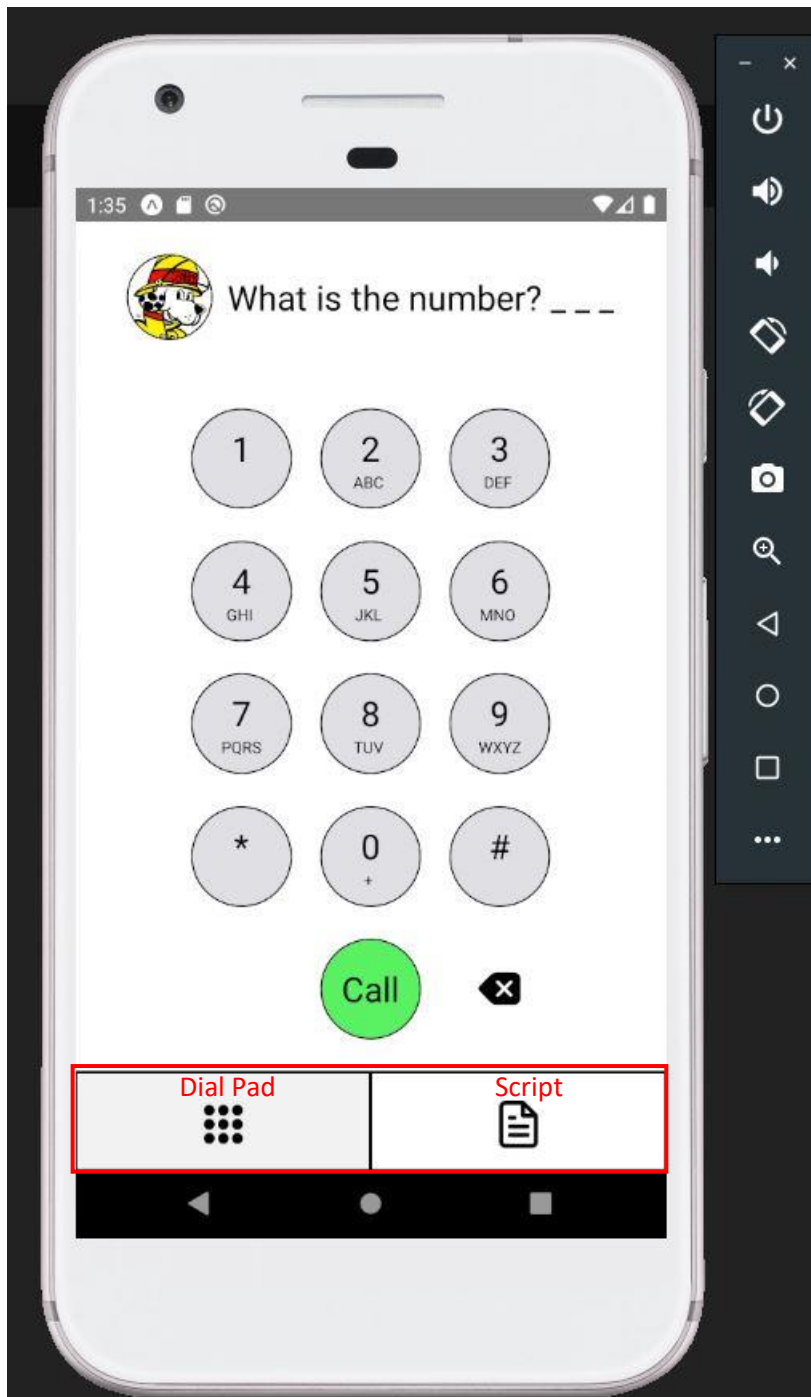 1:35
What is the number? _ _ _
1 2 3
ABC DEF
4 5 6
GHI JKL MNO
7 8 9
PQRS TUV WXYZ
* 0 #
+
Call
Dial Pad Script